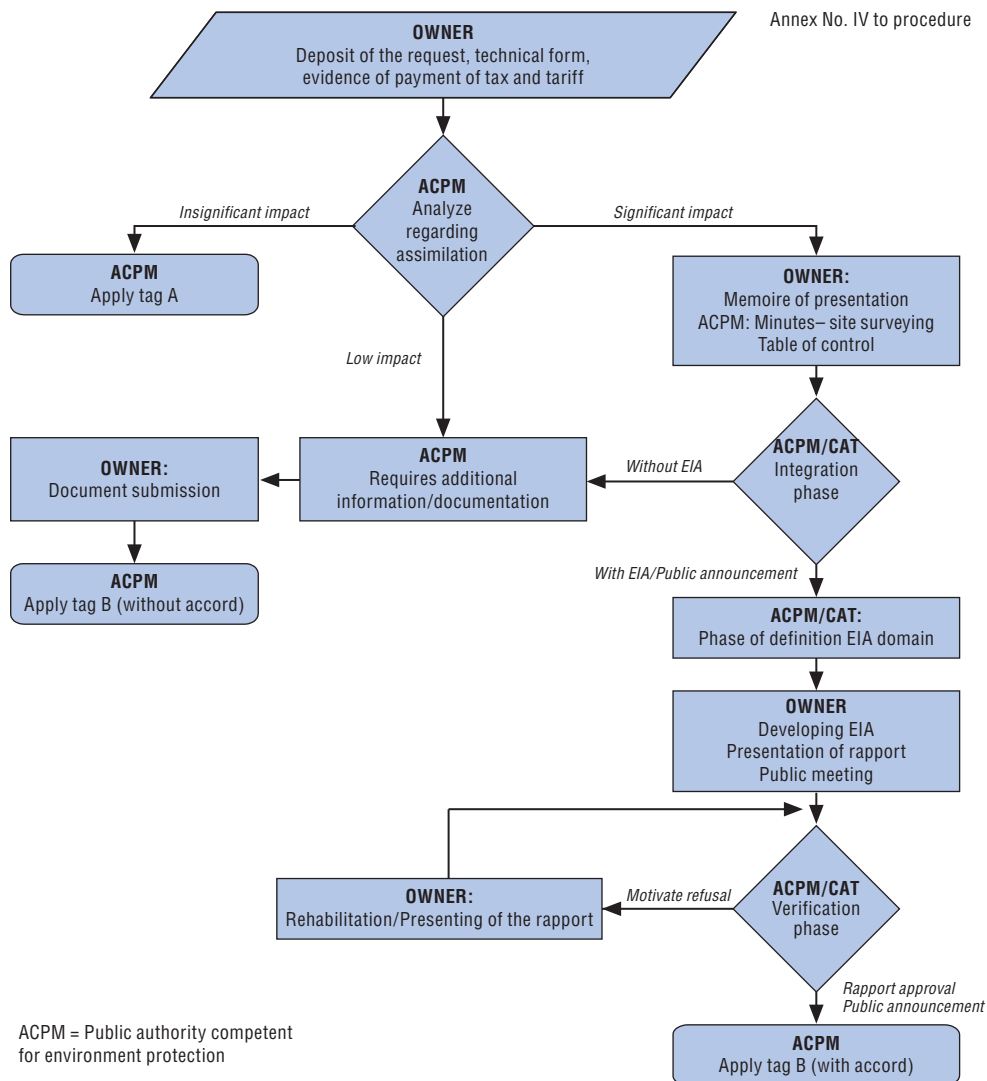 Annex No. IV to procedure
OWNER
Deposit of the request, technical form,
evidence of payment of tax and tariff
ACPM
Analyze
regarding
assimilation
Insignificant impact
Significant impact
ACPM
Apply tag A
OWNER:
Memoire of presentation
ACPM: Minutes– site surveying
Table of control
Low impact
OWNER:
Document submission
ACPM
Requires additional
information/documentation
Without EIA
ACPM/CAT
Integration
phase
ACPM
Apply tag B (without accord)
With EIA/Public announcement
ACPM/CAT:
Phase of definition EIA domain
OWNER
Developing EIA
Presentation of rapport
Public meeting
OWNER:
Rehabilitation/Presenting of the rapport
Motivate refusal
ACPM/CAT
Verification
phase
Rapport approval
Public announcement
ACPM
Apply tag B (with accord)
ACPM = Public authority competent
for environment protection